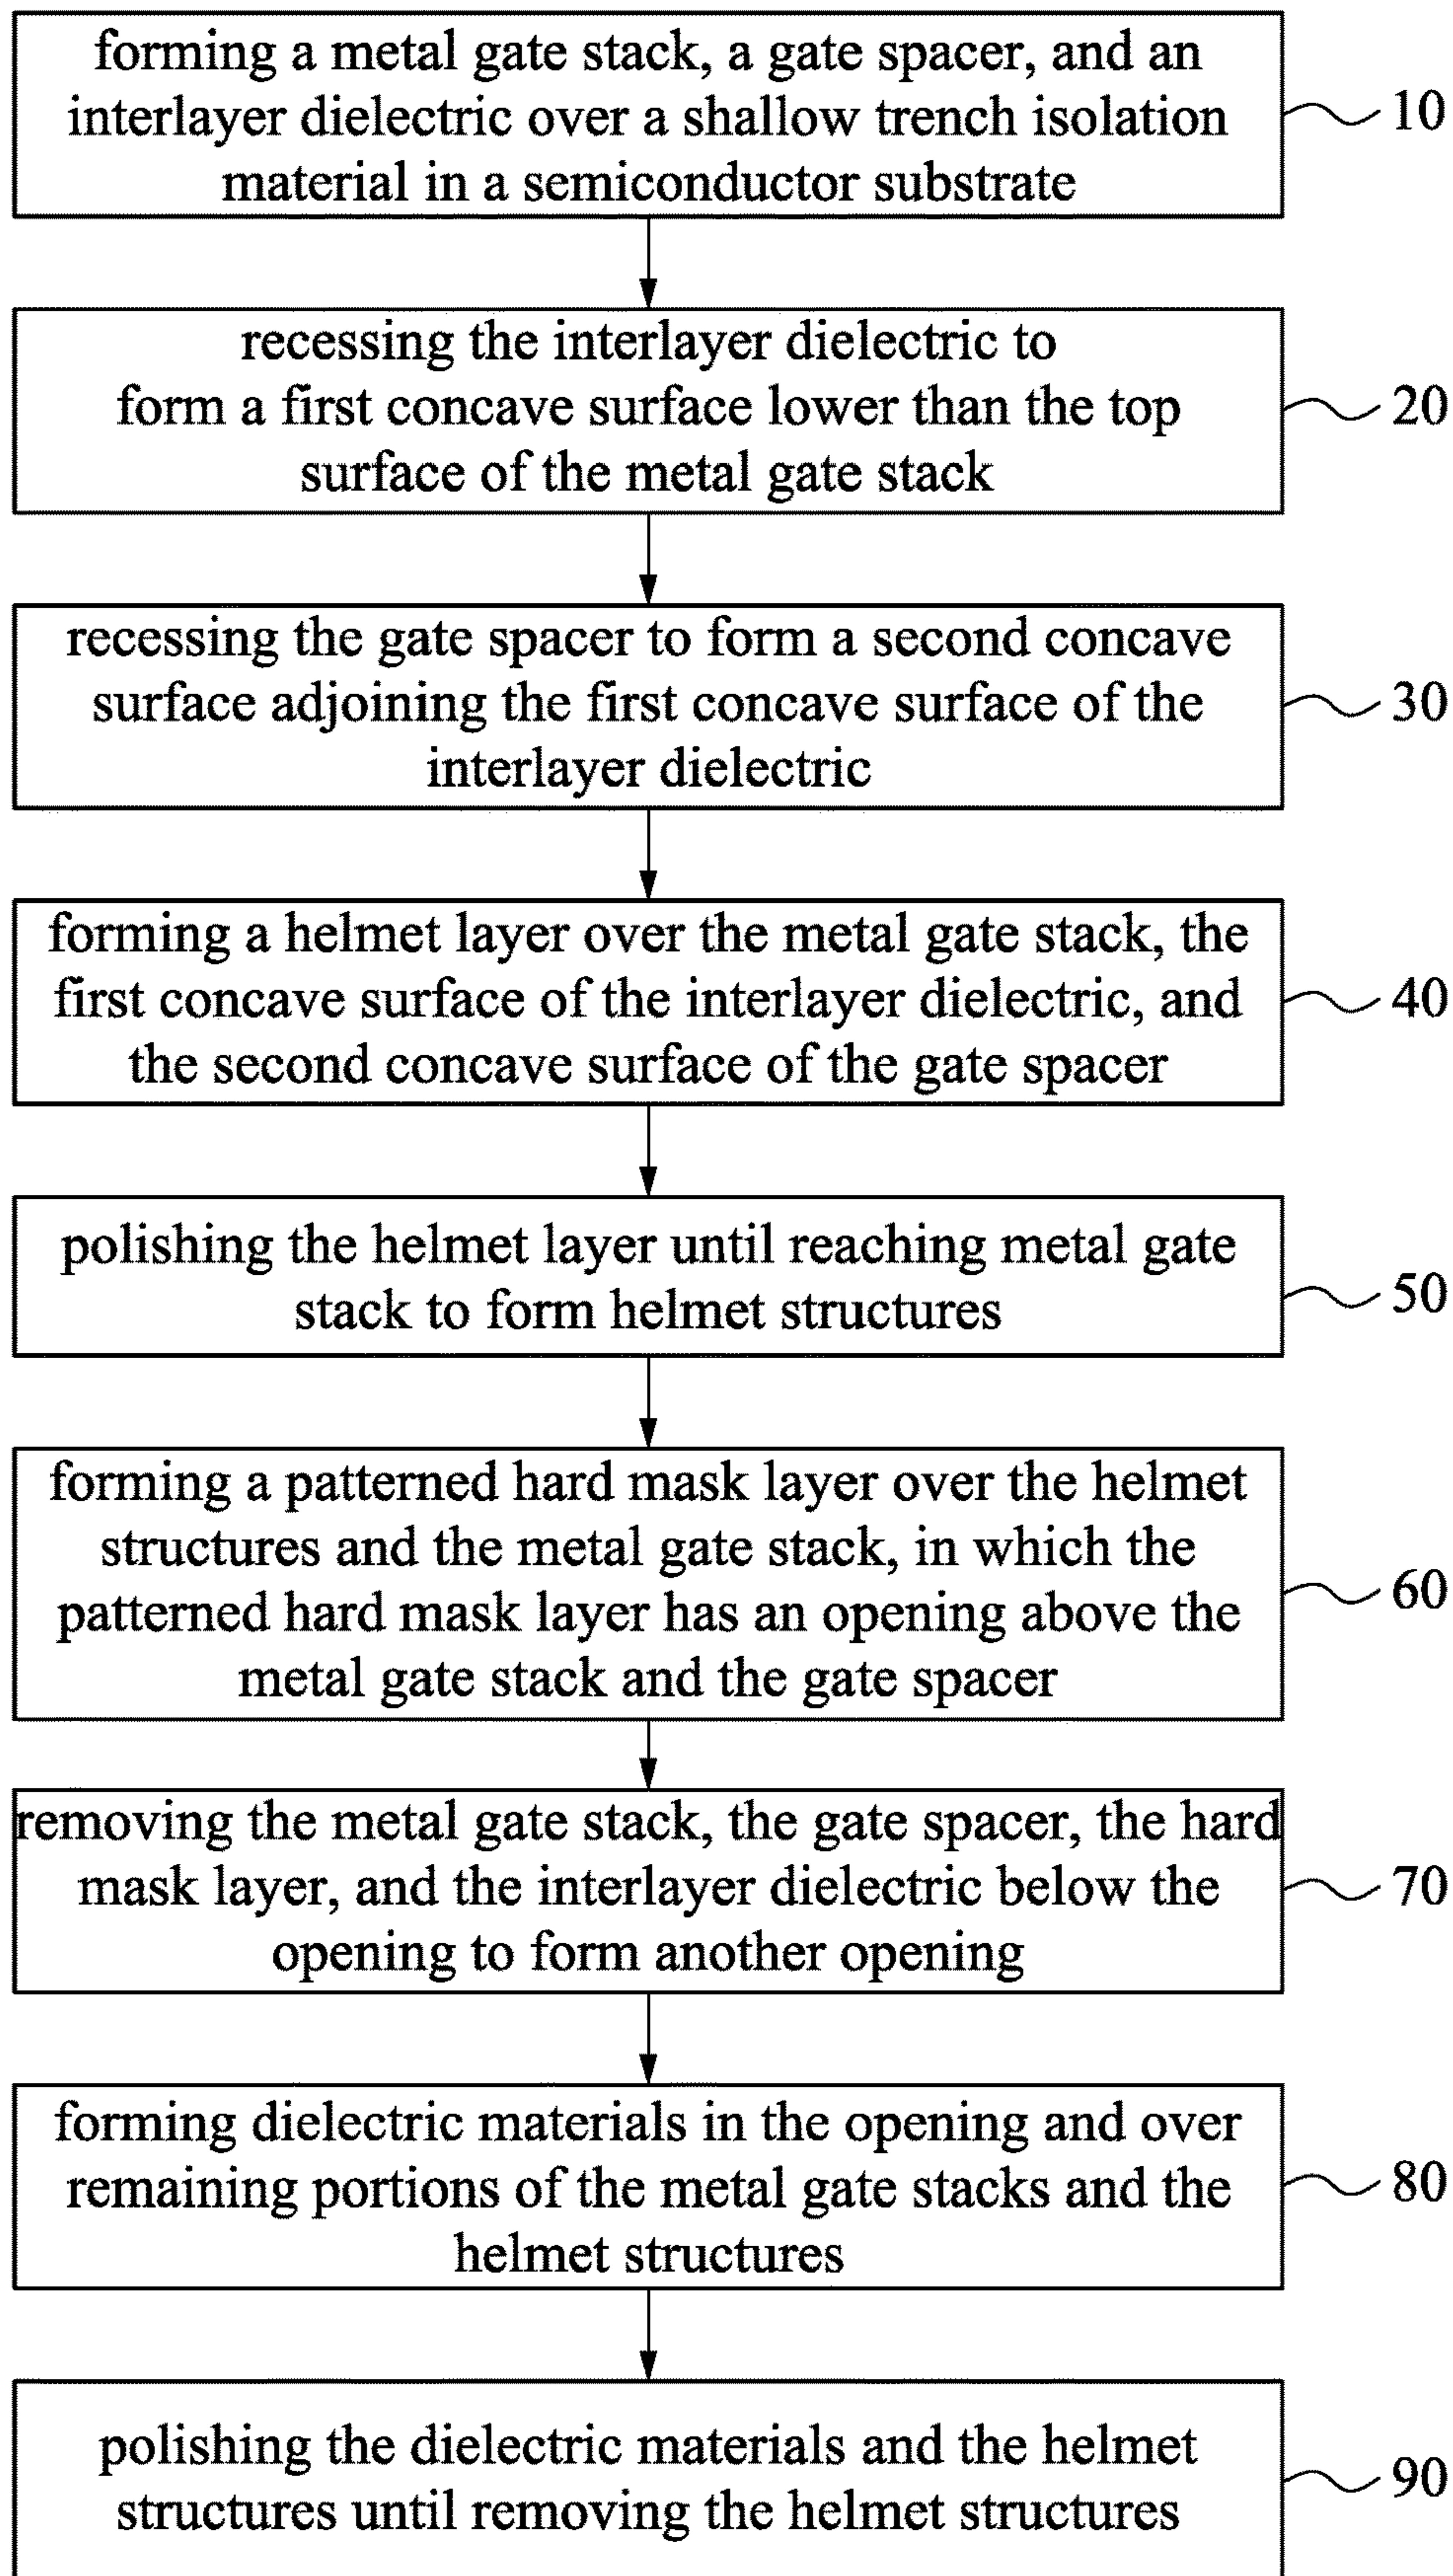 forming a metal gate stack, a gate spacer, and an
interlayer dielectric over a shallow trench isolation
material in a semiconductor substrate
10
recessing the interlayer dielectric to
form a first concave surface lower than the top
surface of the metal gate stack
20
recessing the gate spacer to form a second concave
surface adjoining the first concave surface of the
interlayer dielectric
30
forming a helmet layer over the metal gate stack, the
first concave surface of the interlayer dielectric, and
the second concave surface of the gate spacer
40
polishing the helmet layer until reaching metal gate
stack to form helmet structures
50
forming a patterned hard mask layer over the helmet
structures and the metal gate stack, in which the
patterned hard mask layer has an opening above the
metal gate stack and the gate spacer
60
removing the metal gate stack, the gate spacer, the hard
mask layer, and the interlayer dielectric below the
opening to form another opening
70
forming dielectric materials in the opening and over
remaining portions of the metal gate stacks and the
helmet structures
80
polishing the dielectric materials and the helmet
structures until removing the helmet structures
90